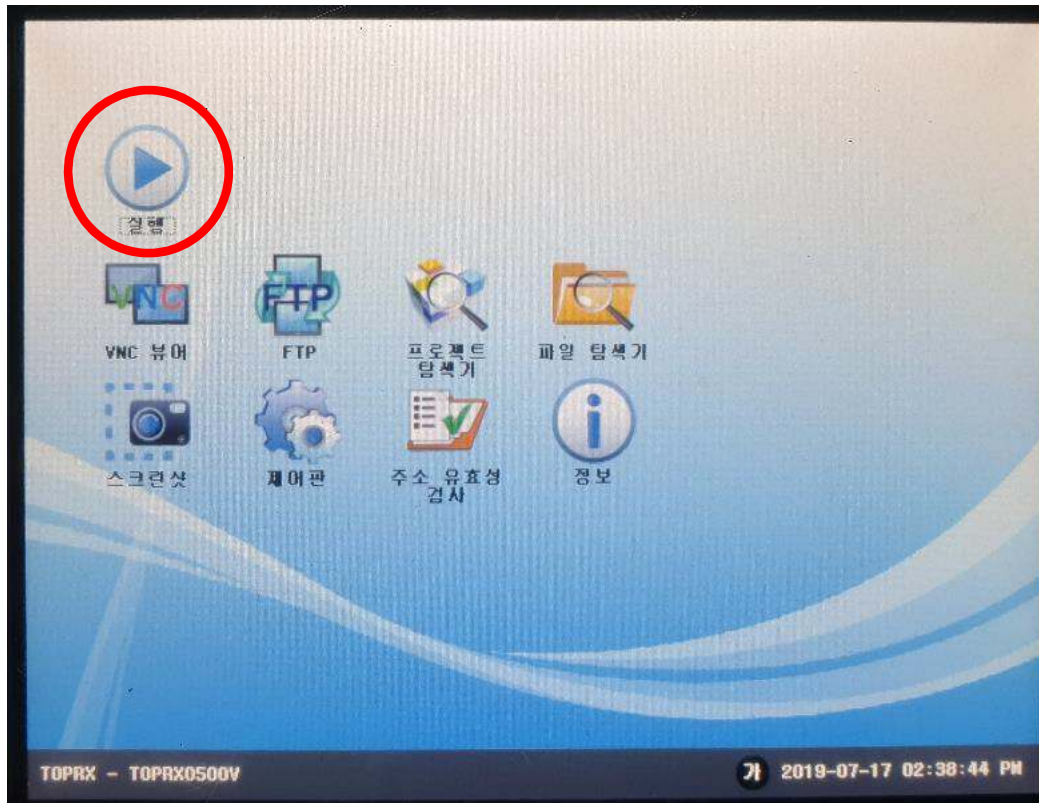 실행
VNC 뷰어
FTP
프로젝트
탐색기
파일 탐색기
스크린샷
제어판
주소 유효성
검사
정보
TOPRX - TOPRX0500V
가 2019-07-17 02:38:44 PM